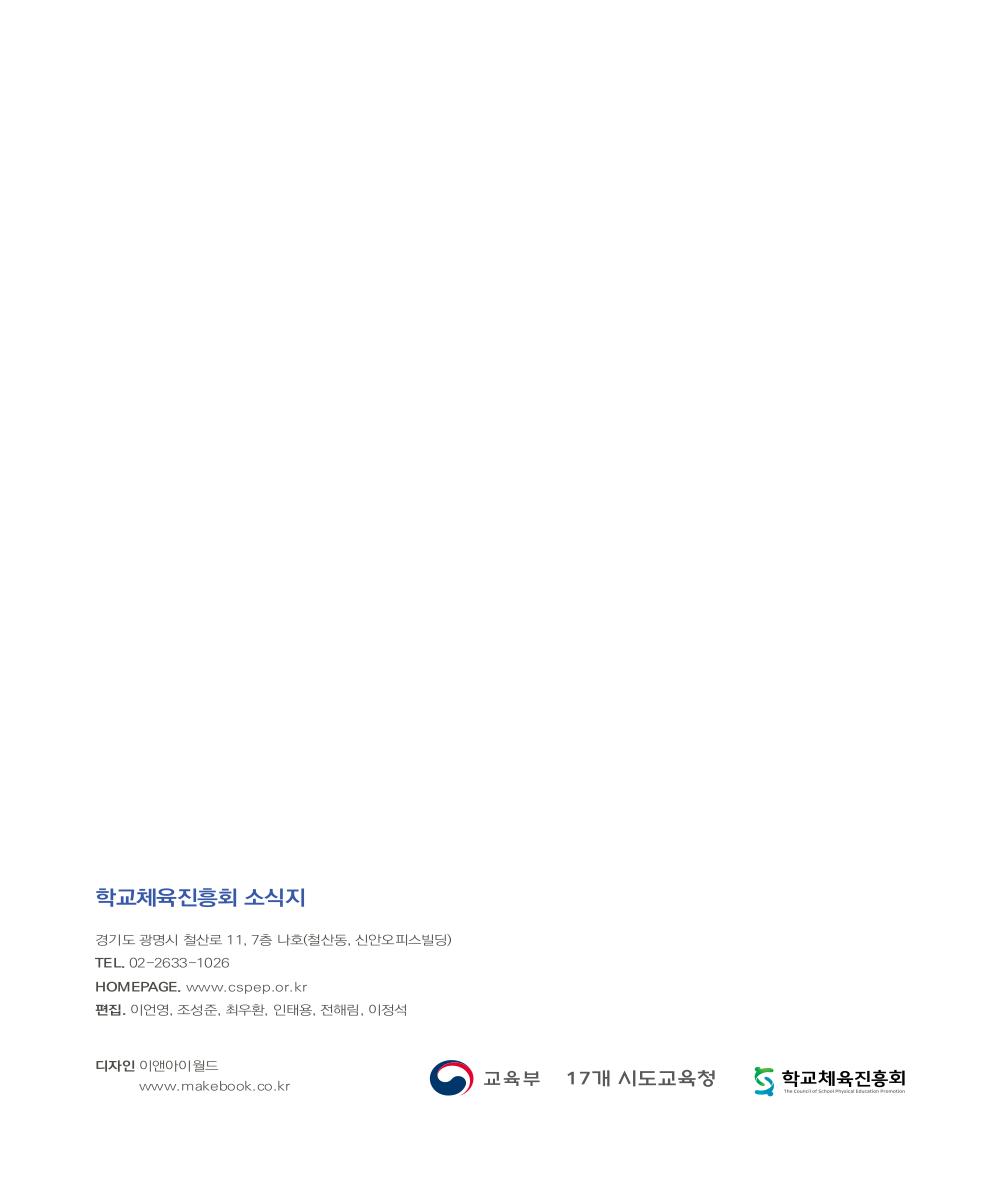 학교체육진흥회 소식지
경기도 광명시 철산로 11, 7층 나호(철산동, 신안오피스빌딩)
TEL. 02-2633-1026
HOMEPAGE. www.cspep.or.kr
편집. 이언영, 조성준, 최우환, 인태용, 전해림, 이정석
디자인 이앤아이월드
www.makebook.co.kr
교육부 17개 시도교육청 학교체육진흥회
The Council of School Physical Education Promotion